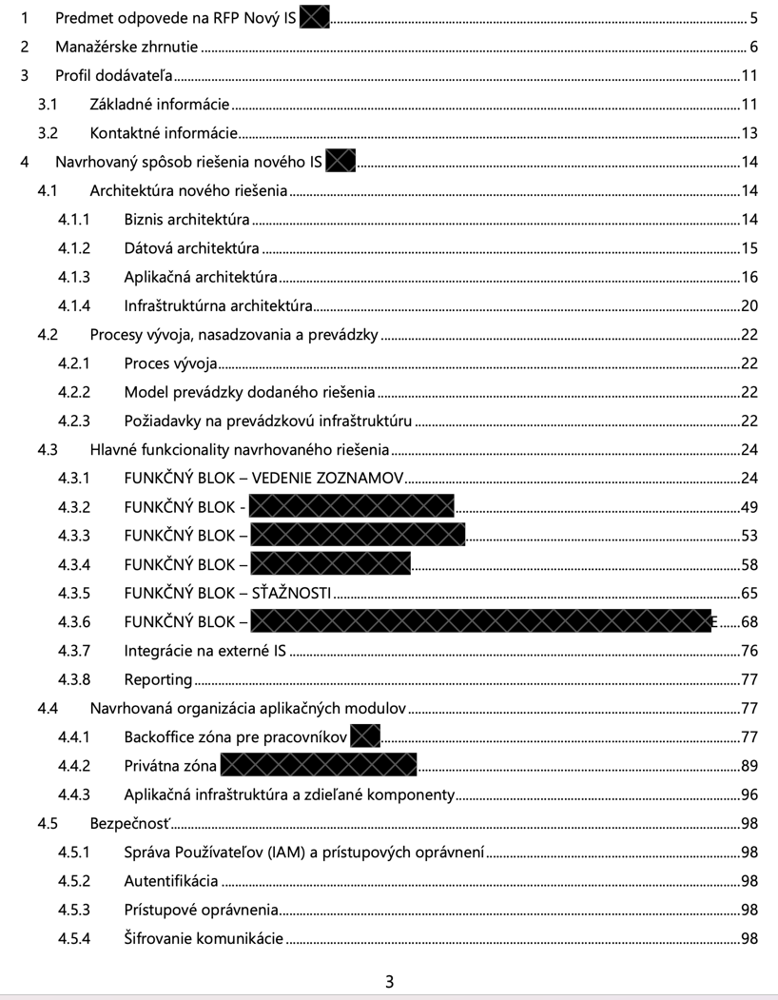 1 Predmet odpovede na RFP Nový IS ........ 5
2 Manažérske zhrnutie ........ 6
3 Profil dodávateľa ........ 11
3.1 Základné informácie ........ 11
3.2 Kontaktné informácie ........ 13
4 Navrhovaný spôsob riešenia nového IS ........ 14
4.1 Architektúra nového riešenia ........ 14
4.1.1 Biznis architektúra ........ 14
4.1.2 Dátová architektúra ........ 15
4.1.3 Aplikačná architektúra ........ 16
4.1.4 Infraštruktúrna architektúra ........ 20
4.2 Procesy vývoja, nasadzovania a prevádzky ........ 22
4.2.1 Proces vývoja ........ 22
4.2.2 Model prevádzky dodaného riešenia ........ 22
4.2.3 Požiadavky na prevádzkovú infraštruktúru ........ 22
4.3 Hlavné funkcionality navrhovaného riešenia ........ 24
4.3.1 FUNKČNÝ BLOK – VEDENIE ZOZNAMOV ........ 24
4.3.2 FUNKČNÝ BLOK - ........ 49
4.3.3 FUNKČNÝ BLOK – ........ 53
4.3.4 FUNKČNÝ BLOK – ........ 58
4.3.5 FUNKČNÝ BLOK – SŤAŽNOSTI ........ 65
4.3.6 FUNKČNÝ BLOK – E ...... 68
4.3.7 Integrácie na externé IS ........ 76
4.3.8 Reporting ........ 77
4.4 Navrhovaná organizácia aplikačných modulov ........ 77
4.4.1 Backoffice zóna pre pracovníkov ........ 77
4.4.2 Privátna zóna ........ 89
4.4.3 Aplikačná infraštruktúra a zdieľané komponenty ........ 96
4.5 Bezpečnosť ........ 98
4.5.1 Správa Používateľov (IAM) a prístupových oprávnení ........ 98
4.5.2 Autentifikácia ........ 98
4.5.3 Prístupové oprávnenia ........ 98
4.5.4 Šifrovanie komunikácie ........ 98
3